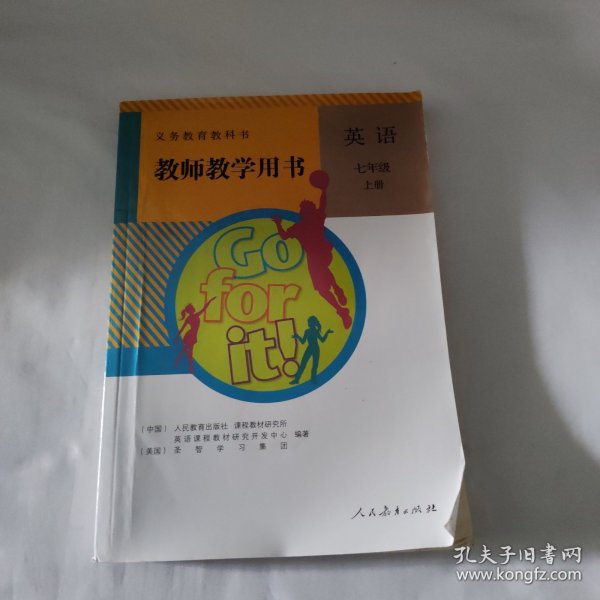 义务教育教科书
教师教学用书
英语
七年级
上册
Go
for
it!
(中国) 人民教育出版社 课程教材研究所
英语课程教材研究开发中心 编著
(美国) 圣智学习集团
人民教育出版社
孔夫子旧书网
www.kongfz.com